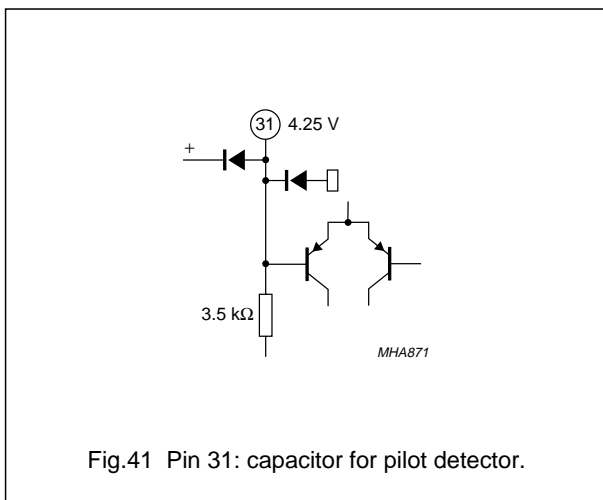 31 4.25 V
+
3.5 kΩ
MHA871
Fig.41 Pin 31: capacitor for pilot detector.